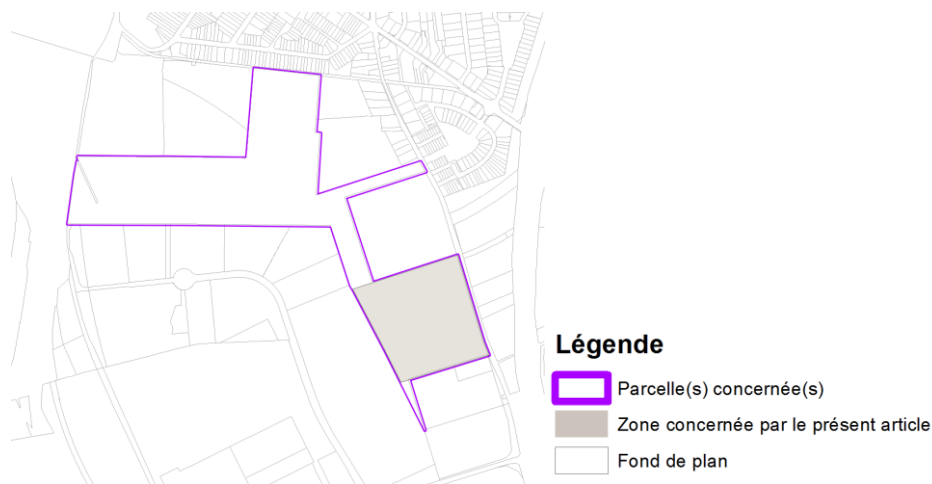 Légende
Parcelle(s) concernée(s)
Zone concernée par le présent article
Fond de plan